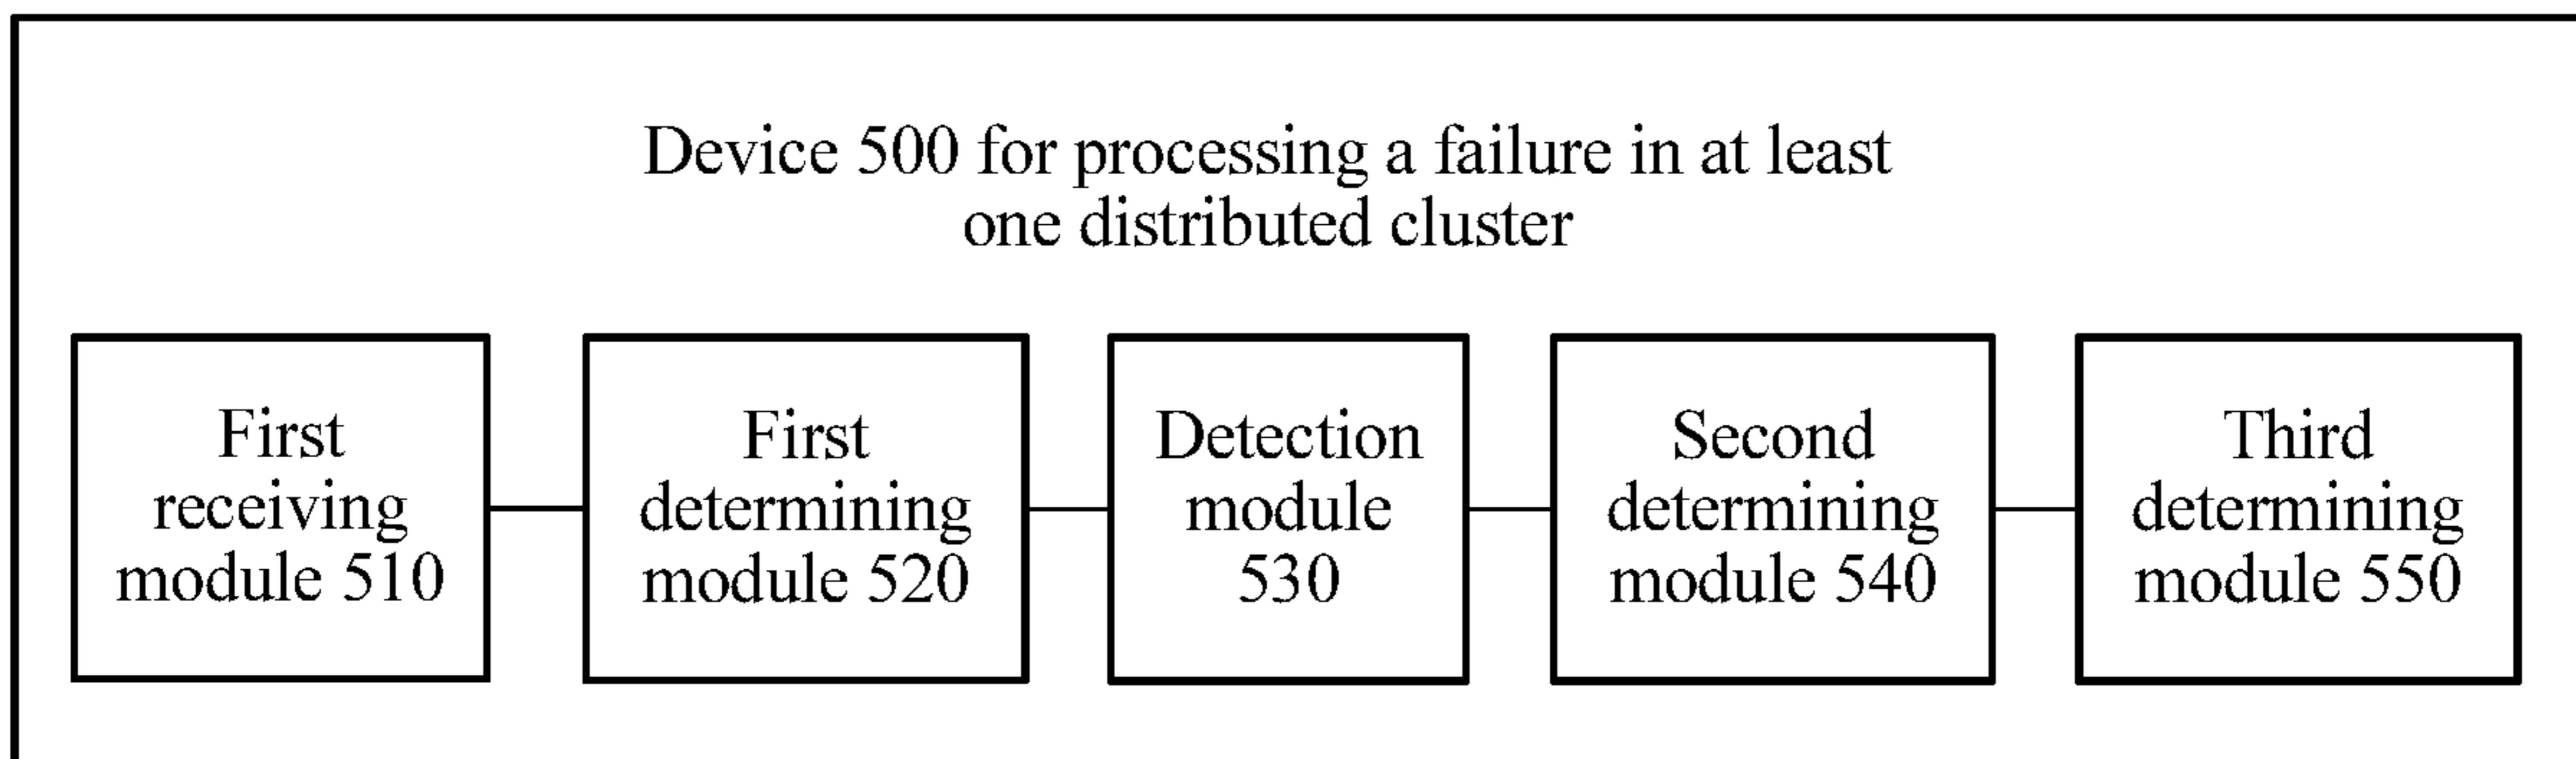 Device 500 for processing a failure in at least
one distributed cluster
First
receiving
module 510
First
determining
module 520
Detection
module
530
Second
determining
module 540
Third
determining
module 550